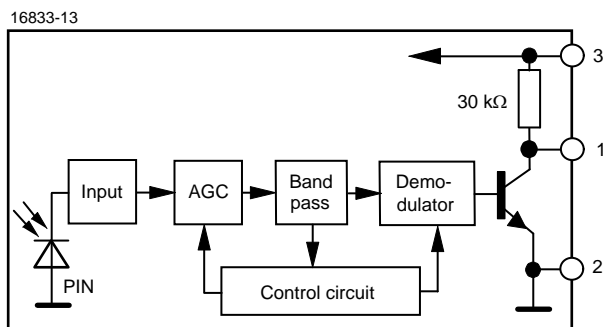 16833-13
3
30 kΩ
1
Input
AGC
Band
pass
Demo-
dulator
2
PIN
Control circuit